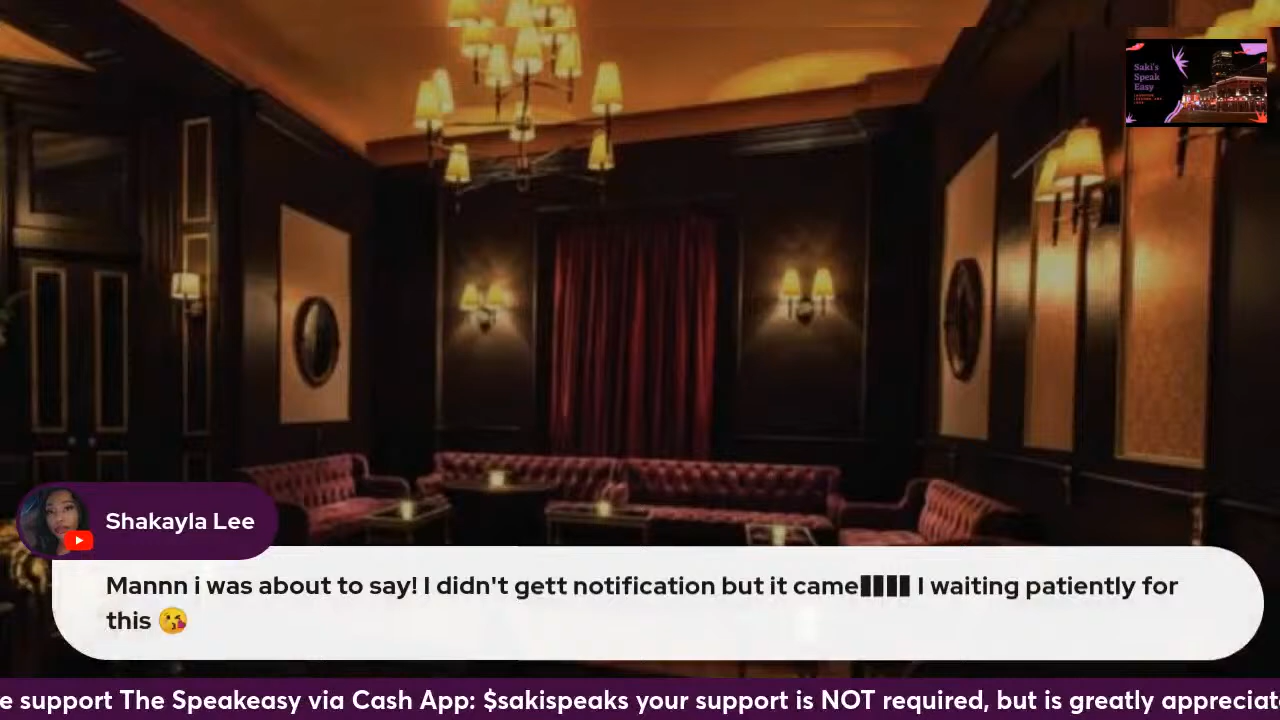 Saki's
Speak
Easy
Shakayla Lee
Mannn i was about to say! I didn't gett notification but it came▮▮▮▮ I waiting patiently for
this 😘
e support The Speakeasy via Cash App: $sakispeaks your support is NOT required, but is greatly appreciat